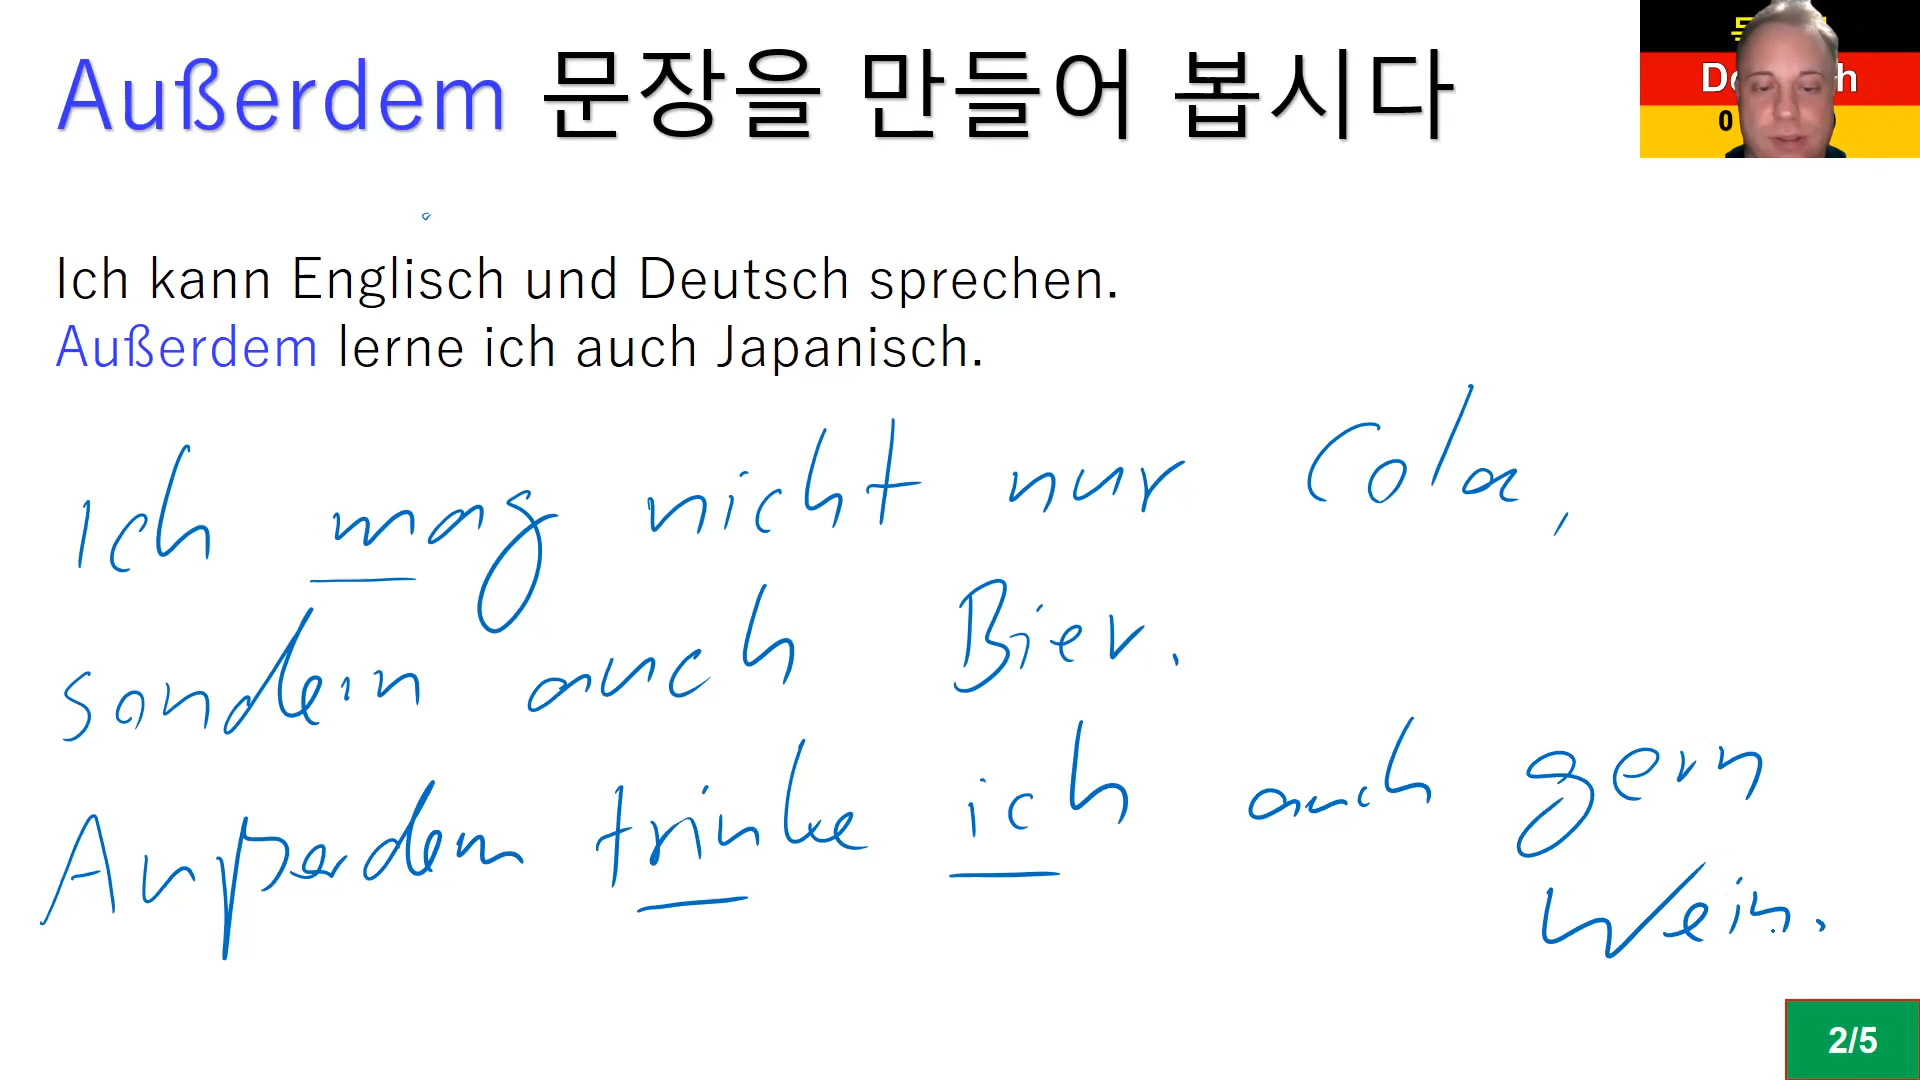 Außerdem 문장을 만들어 봅시다
Ich kann Englisch und Deutsch sprechen.
Außerdem lerne ich auch Japanisch.
Ich mag nicht nur Cola,
sondern auch Bier.
Außerdem trinke ich auch gern
Wein.
2/5